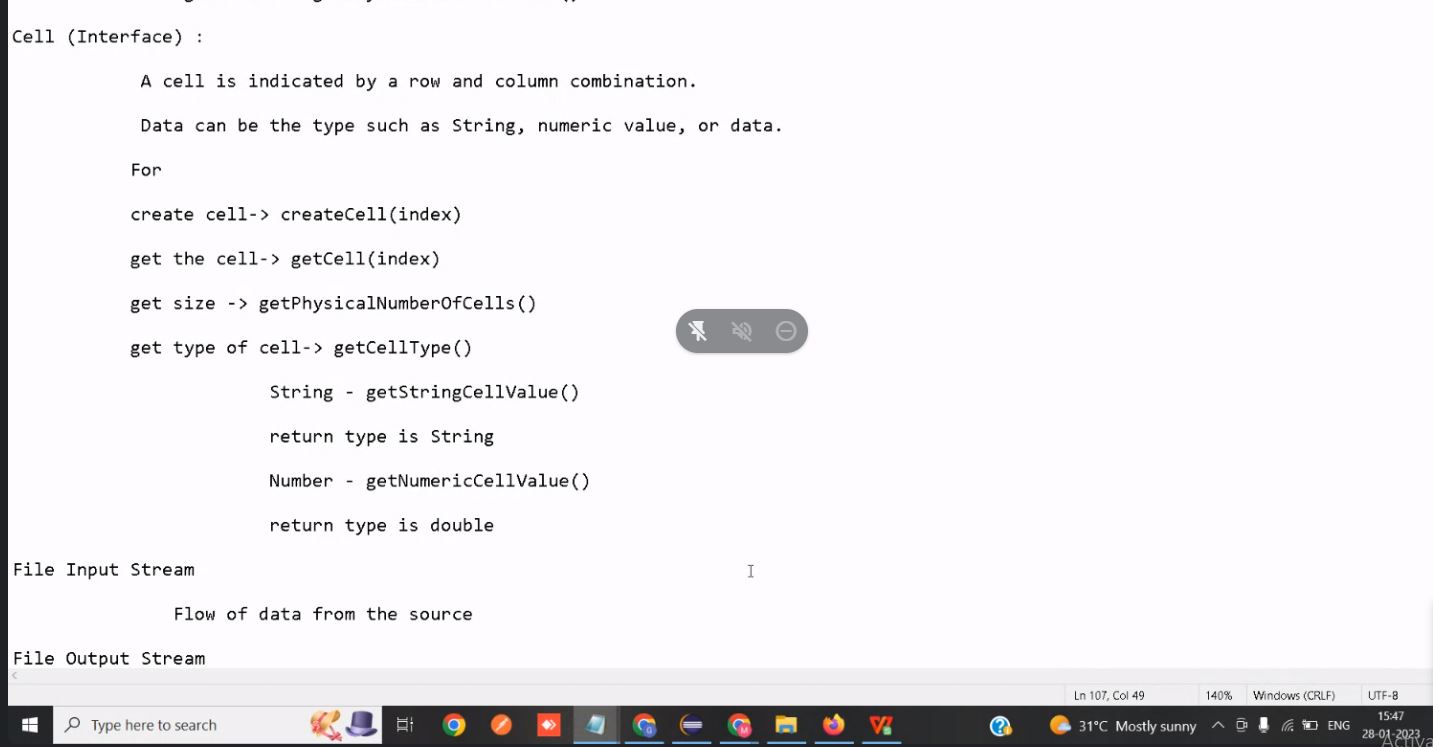 Cell (Interface) :
A cell is indicated by a row and column combination.
Data can be the type such as String, numeric value, or data.
For
create cell-> createCell(index)
get the cell-> getCell(index)
get size -> getPhysicalNumberOfCells()
get type of cell-> getCellType()
String - getStringCellValue()
return type is String
Number - getNumericCellValue()
return type is double
File Input Stream
Flow of data from the source
File Output Stream
Ln 107, Col 49 140% Windows (CRLF) UTF-8
Type here to search
31°C Mostly sunny
ENG
15:47
28-01-2023
Activa